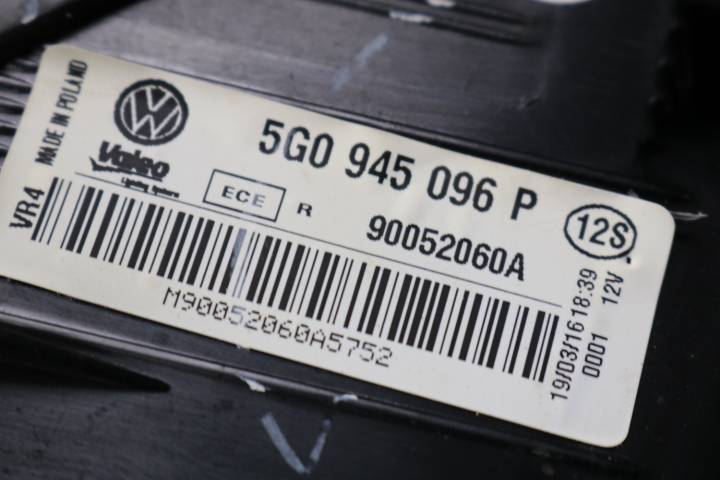 MADE IN POLAND
VW
5G0 945 096 P
Valeo
Lighting Systems
ECE
R
90052060A
12S
VR4
M90052060A5752
19/03/16 18:39
0001 12V